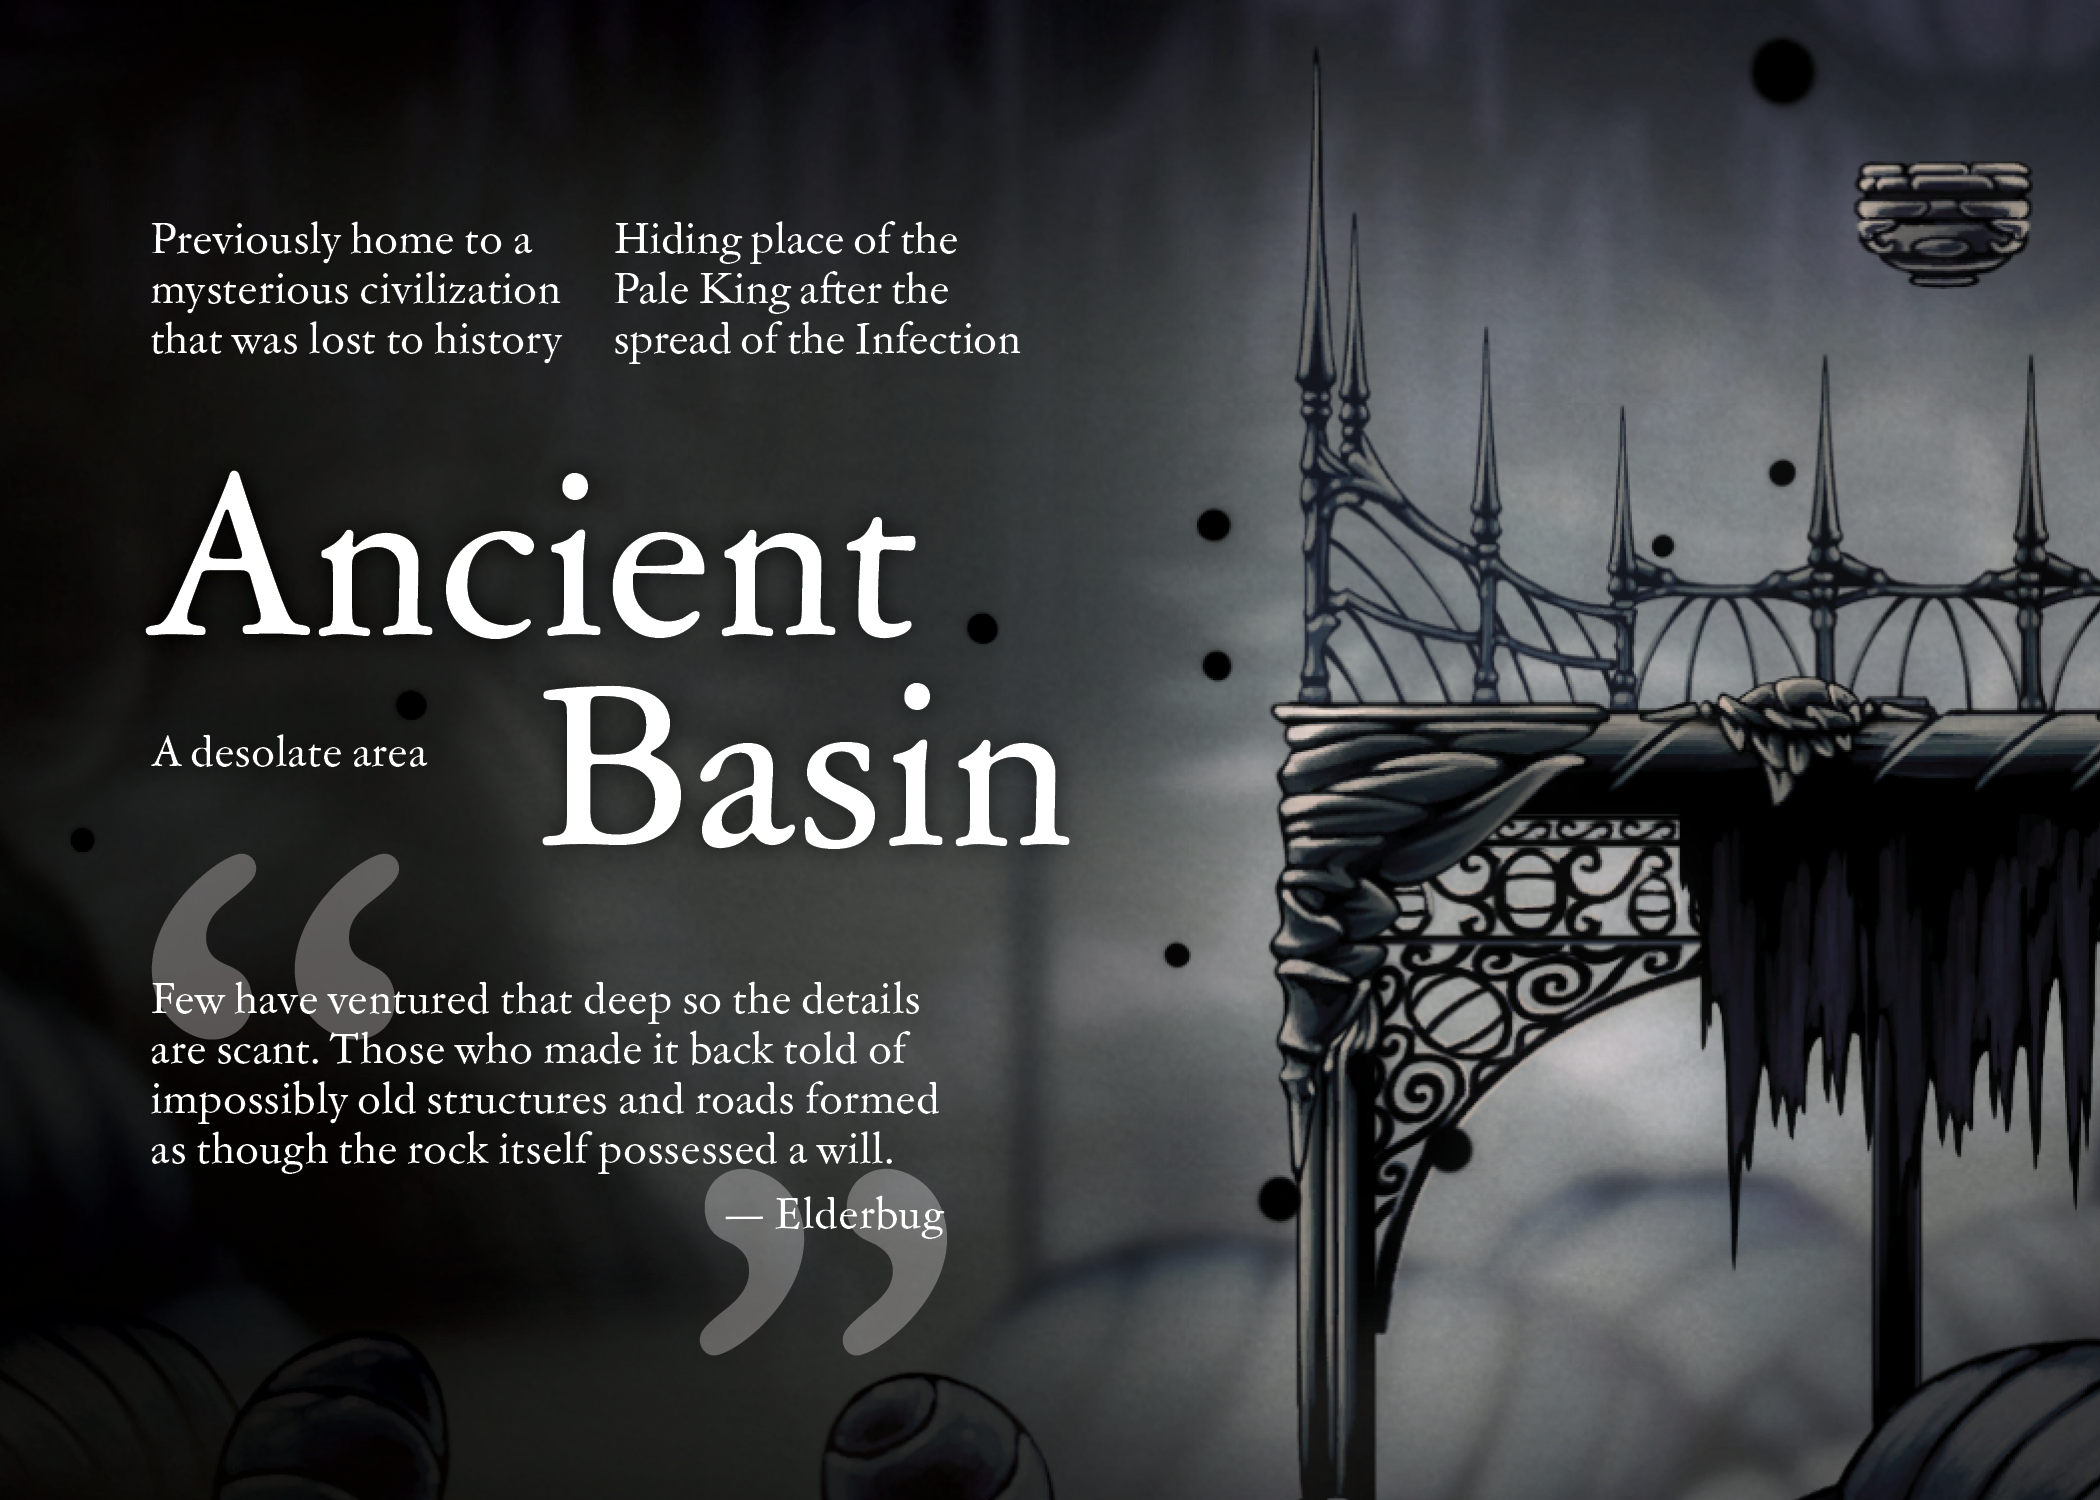 Previously home to a
mysterious civilization
that was lost to history
Hiding place of the
Pale King after the
spread of the Infection
Ancient
Basin
A desolate area
“
Few have ventured that deep so the details
are scant. Those who made it back told of
impossibly old structures and roads formed
as though the rock itself possessed a will.
— Elderbug
”